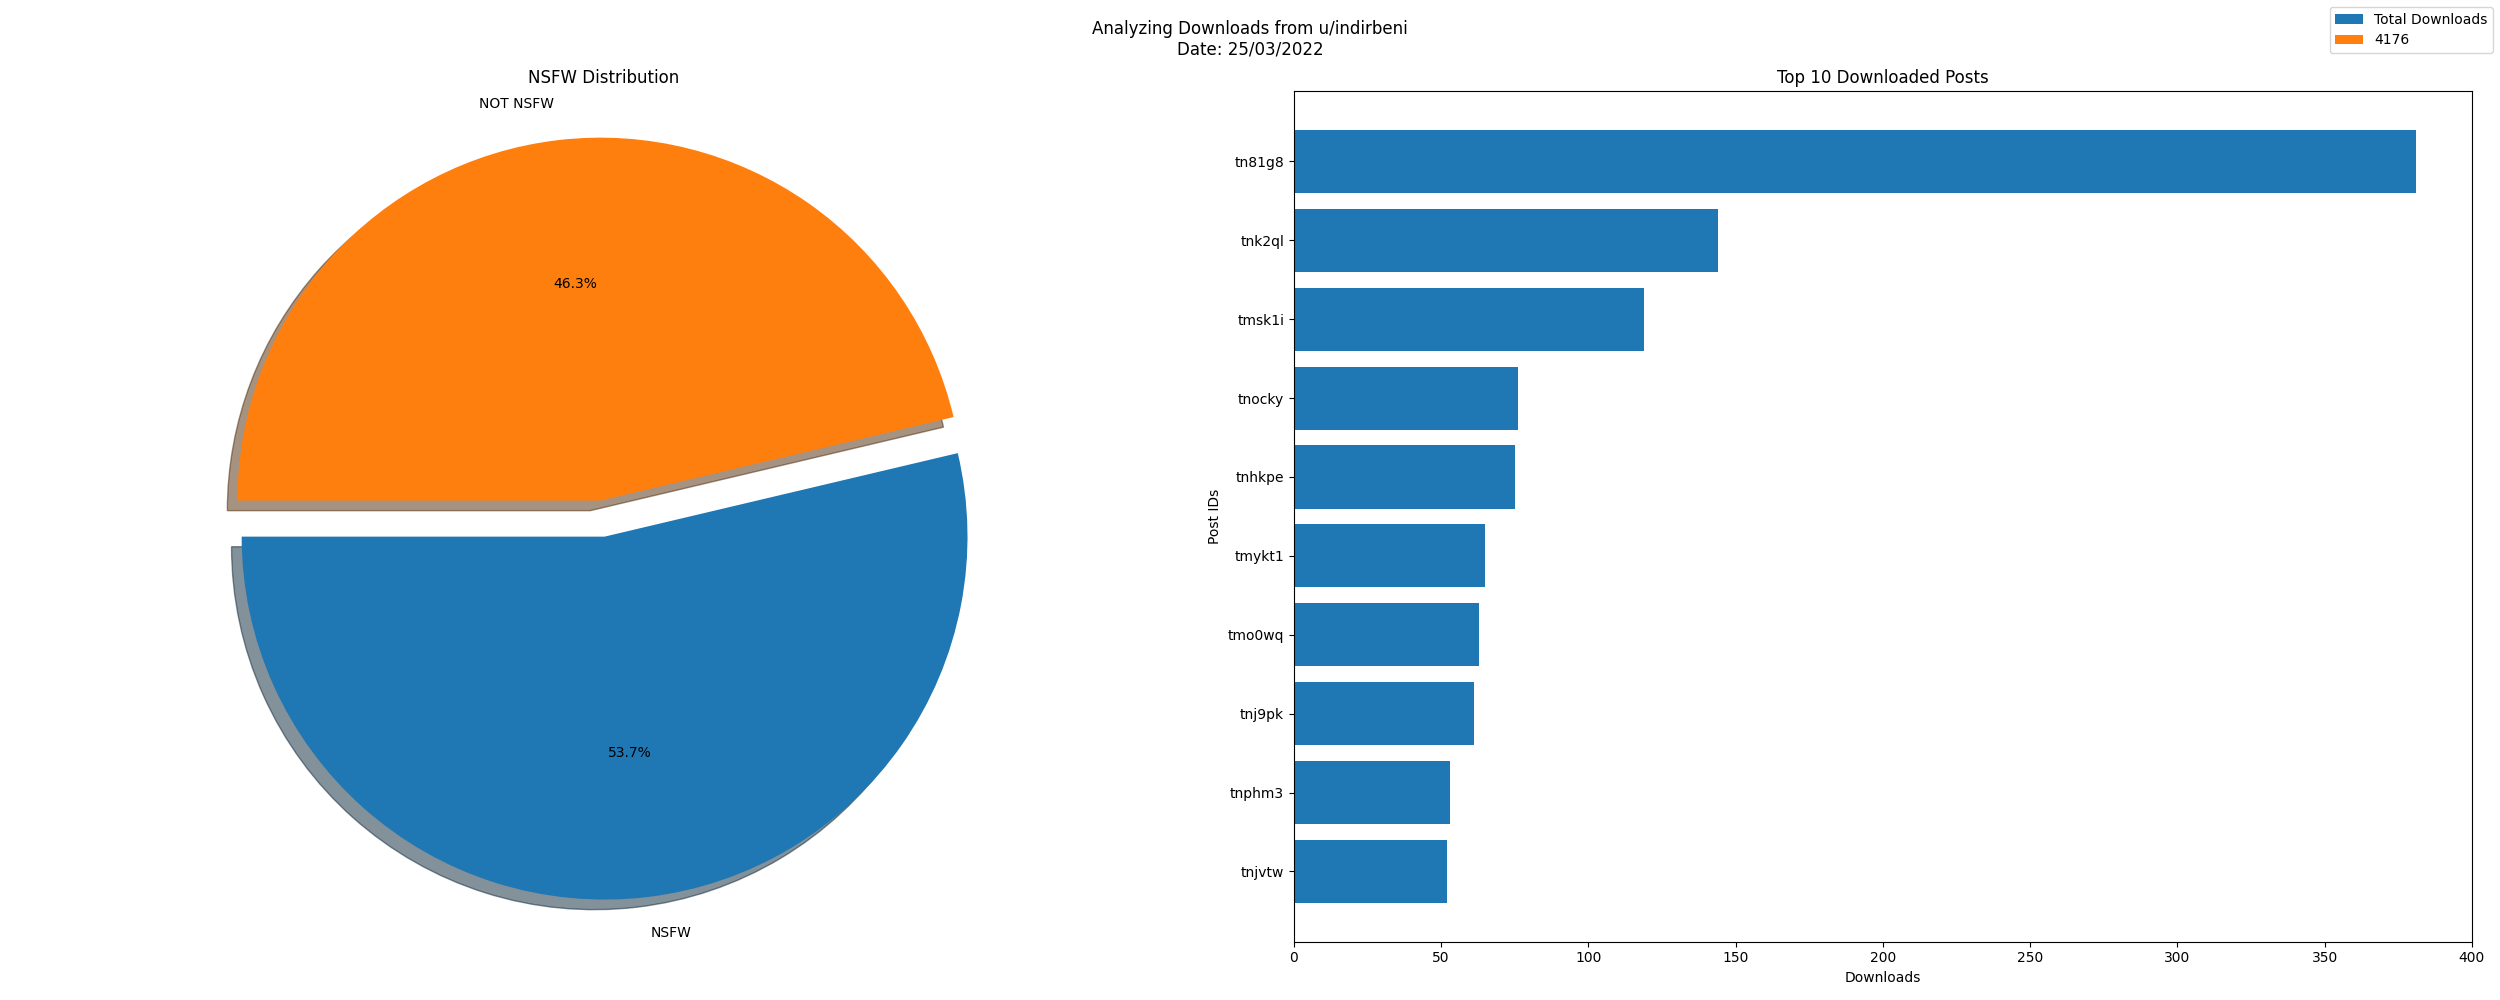 Analyzing Downloads from u/indirbeni
Date: 25/03/2022
Total Downloads
4176
NSFW Distribution
NOT NSFW
46.3%
53.7%
NSFW
Top 10 Downloaded Posts
Post IDs
tn81g8
tnk2ql
tmsk1i
tnocky
tnhkpe
tmykt1
tmo0wq
tnj9pk
tnphm3
tnjvtw
0 50 100 150 200 250 300 350 400
Downloads